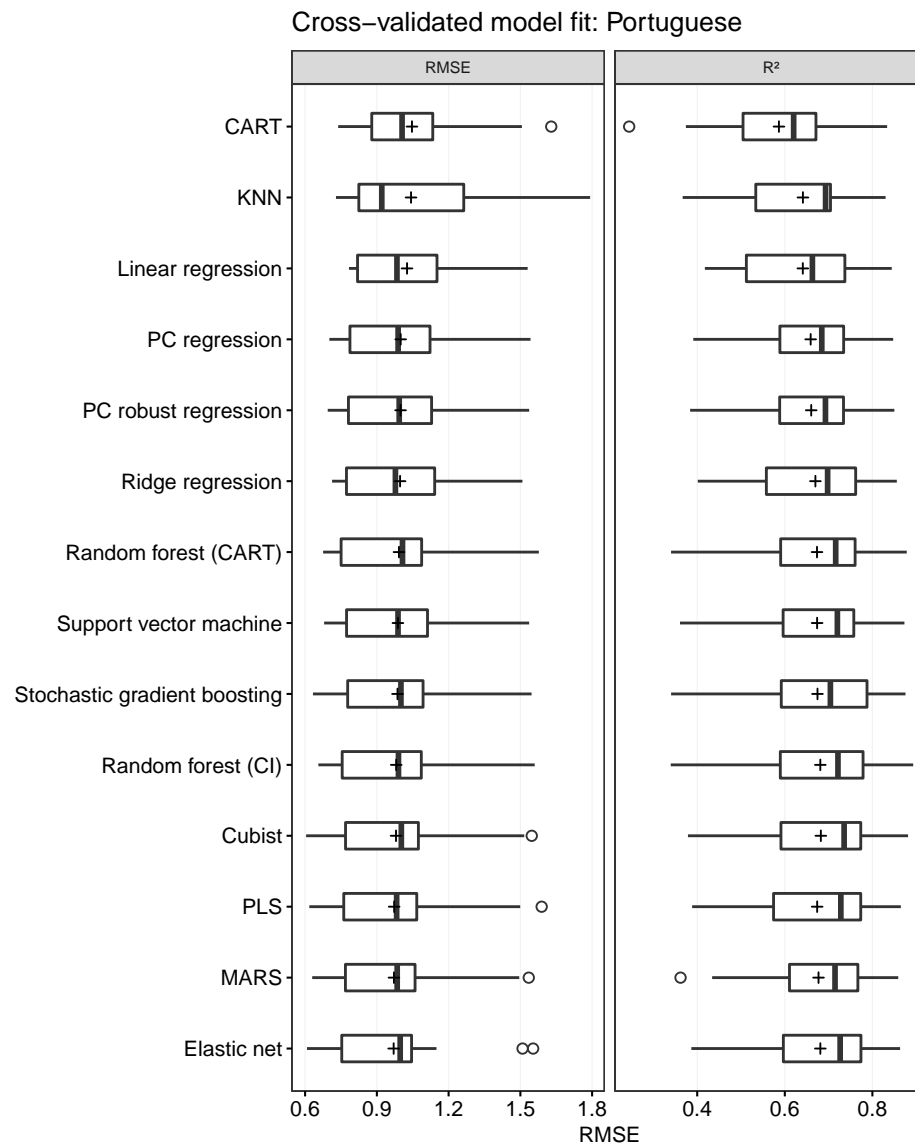 Cross−validated model fit: Portuguese
RMSE
R²
CART
KNN
Linear regression
PC regression
PC robust regression
Ridge regression
Random forest (CART)
Support vector machine
Stochastic gradient boosting
Random forest (CI)
Cubist
PLS
MARS
Elastic net
0.6 0.9 1.2 1.5 1.8 0.4 0.6 0.8
RMSE